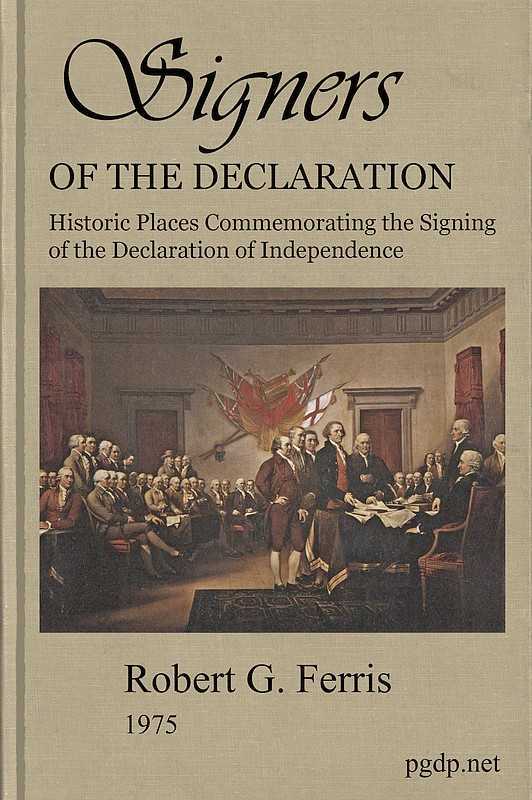 Signers
OF THE DECLARATION
Historic Places Commemorating the Signing
of the Declaration of Independence
Robert G. Ferris
1975
pgdp.net